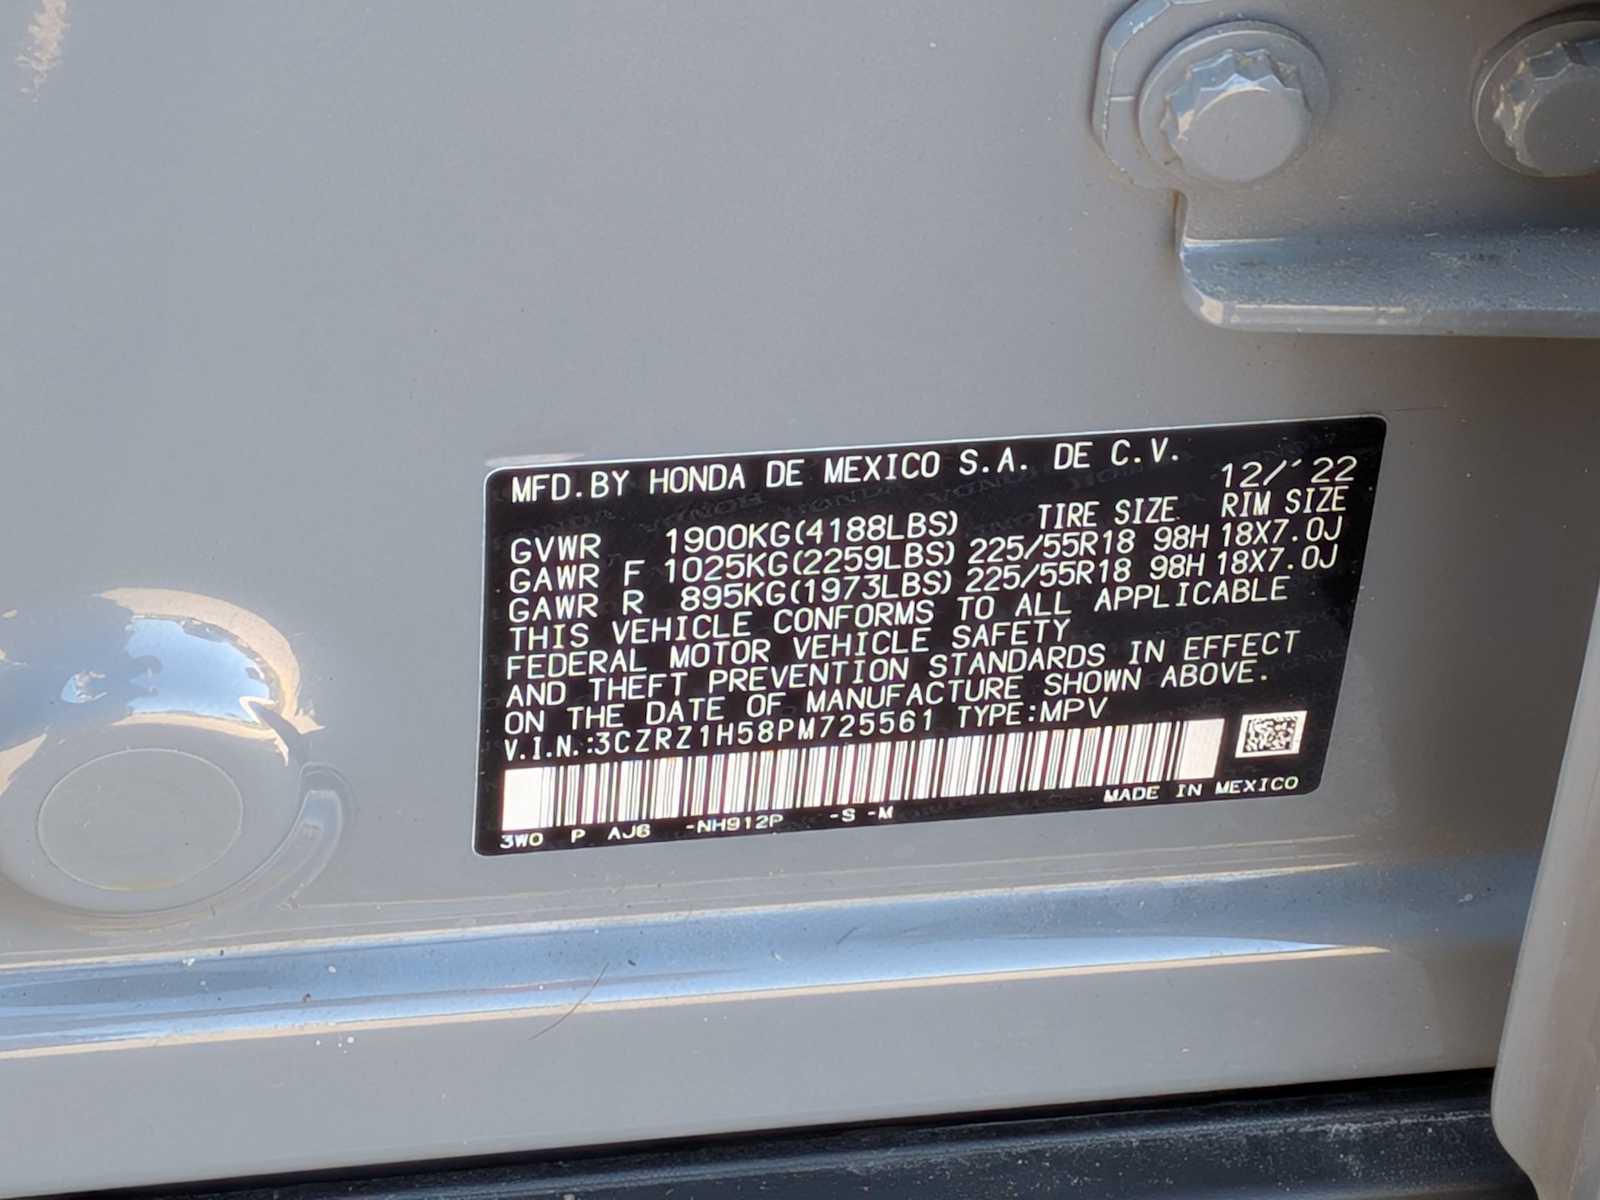 MFD.BY HONDA DE MEXICO S.A. DE C.V.
12/'22
TIRE SIZE RIM SIZE
GVWR 1900KG(4188LBS)
GAWR F 1025KG(2259LBS) 225/55R18 98H 18X7.0J
GAWR R 895KG(1973LBS) 225/55R18 98H 18X7.0J
THIS VEHICLE CONFORMS TO ALL APPLICABLE
FEDERAL MOTOR VEHICLE SAFETY
AND THEFT PREVENTION STANDARDS IN EFFECT
ON THE DATE OF MANUFACTURE SHOWN ABOVE.
V.I.N.:3CZRZ1H58PM725561 TYPE:MPV
MADE IN MEXICO
3W0 P AJ6 -NH912P -S -M